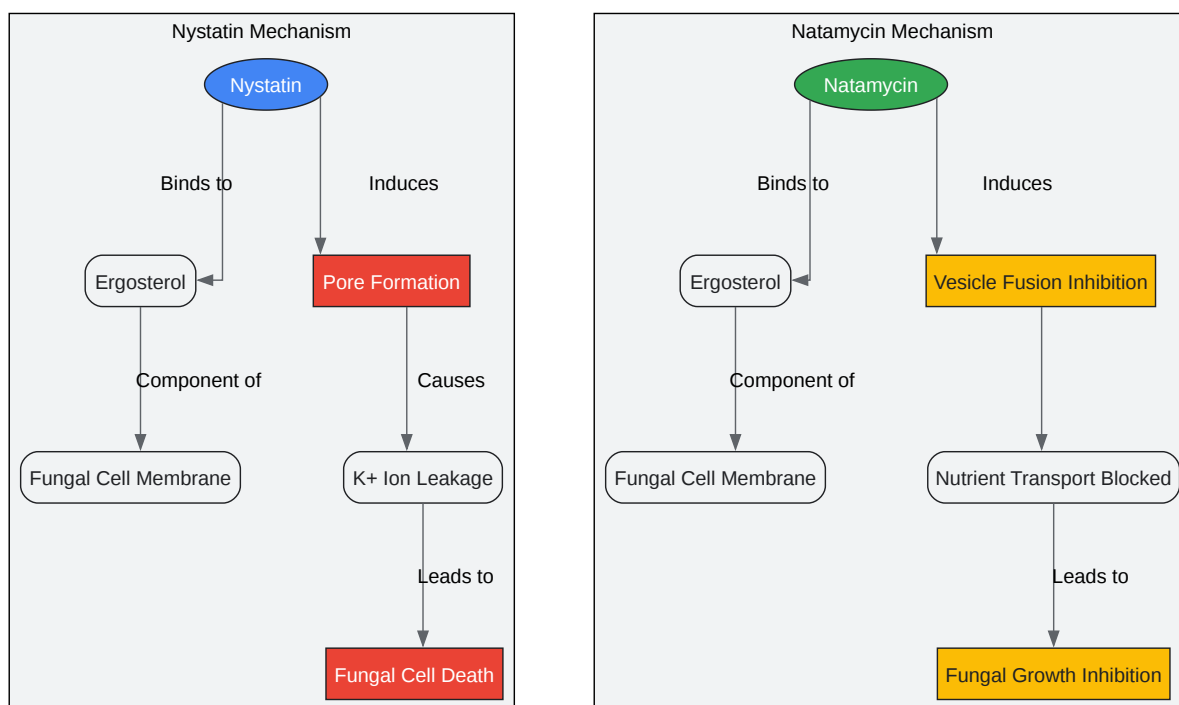 Nystatin Mechanism
Nystatin
Binds to
Induces
Ergosterol
Pore Formation
Component of
Causes
Fungal Cell Membrane
K+ Ion Leakage
Leads to
Fungal Cell Death
Natamycin Mechanism
Natamycin
Binds to
Induces
Ergosterol
Vesicle Fusion Inhibition
Component of
Fungal Cell Membrane
Nutrient Transport Blocked
Leads to
Fungal Growth Inhibition